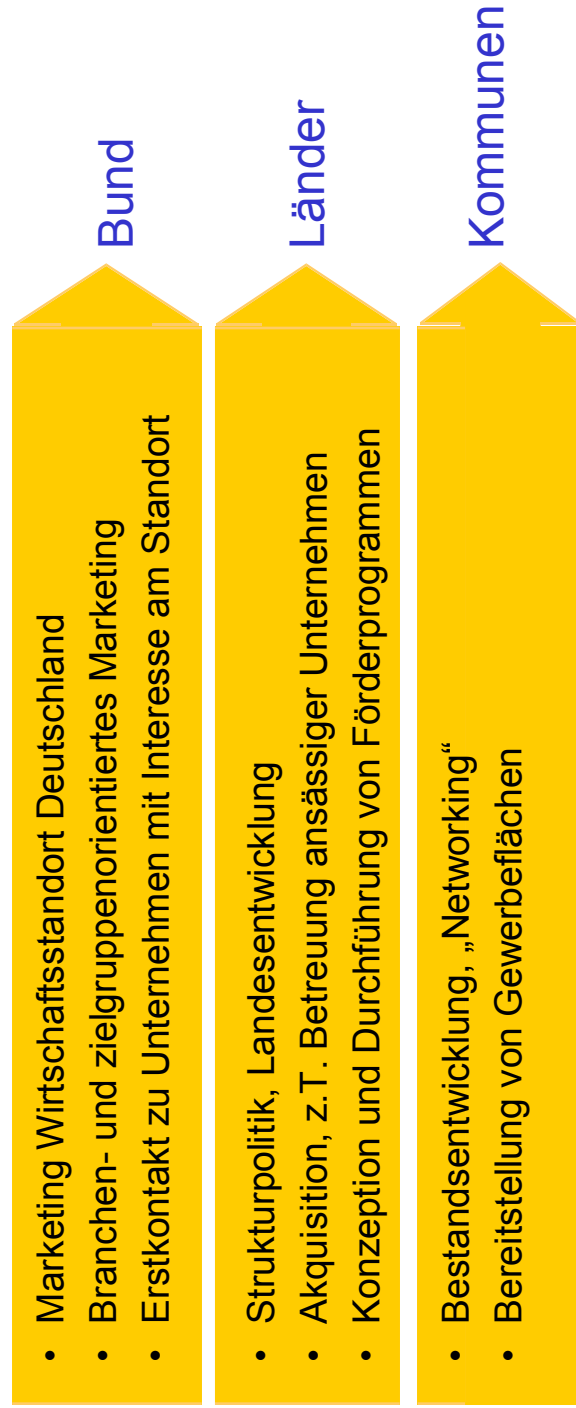 • Marketing Wirtschaftsstandort Deutschland
• Branchen- und zielgruppenorientiertes Marketing
• Erstkontakt zu Unternehmen mit Interesse am Standort
Bund
• Strukturpolitik, Landesentwicklung
• Akquisition, z.T. Betreuung ansässiger Unternehmen
• Konzeption und Durchführung von Förderprogrammen
Länder
• Bestandsentwicklung, „Networking“
• Bereitstellung von Gewerbeflächen
Kommunen